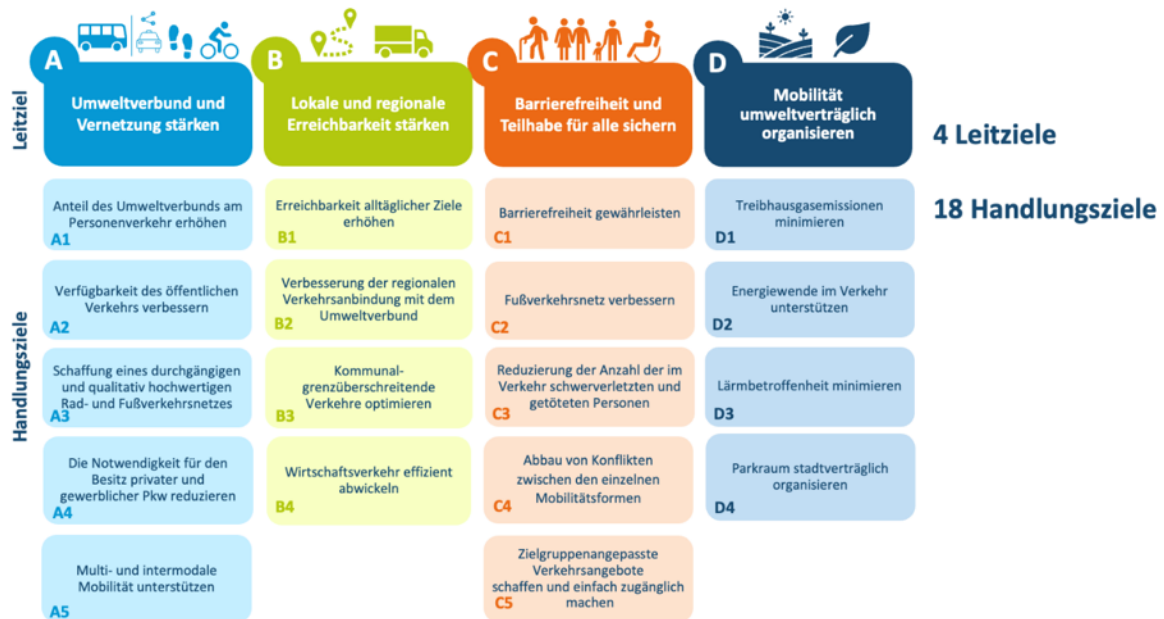 A
Umweltverbund und
Vernetzung stärken
B
Lokale und regionale
Erreichbarkeit stärken
C
Barrierefreiheit und
Teilhabe für alle sichern
D
Mobilität
umweltverträglich
organisieren
Leitziel
4 Leitziele
18 Handlungsziele
Handlungsziele
Anteil des Umweltverbunds am
Personenverkehr erhöhen
A1
Verfügbarkeit des öffentlichen
Verkehrs verbessern
A2
Schaffung eines durchgängigen
und qualitativ hochwertigen
Rad- und Fußverkehrsnetzes
A3
Die Notwendigkeit für den
Besitz privater und
gewerblicher Pkw reduzieren
A4
Multi- und intermodale
Mobilität unterstützen
A5
Erreichbarkeit alltäglicher Ziele
erhöhen
B1
Verbesserung der regionalen
Verkehrsanbindung mit dem
Umweltverbund
B2
Kommunal-
grenzüberschreitende
Verkehre optimieren
B3
Wirtschaftsverkehr effizient
abwickeln
B4
Barrierefreiheit gewährleisten
C1
Fußverkehrsnetz verbessern
C2
Reduzierung der Anzahl der im
Verkehr schwerverletzten und
getöteten Personen
C3
Abbau von Konflikten
zwischen den einzelnen
Mobilitätsformen
C4
Zielgruppenangepasste
Verkehrsangebote
schaffen und einfach zugänglich
machen
C5
Treibhausgasemissionen
minimieren
D1
Energiewende im Verkehr
unterstützen
D2
Lärmbetroffenheit minimieren
D3
Parkraum stadtverträglich
organisieren
D4